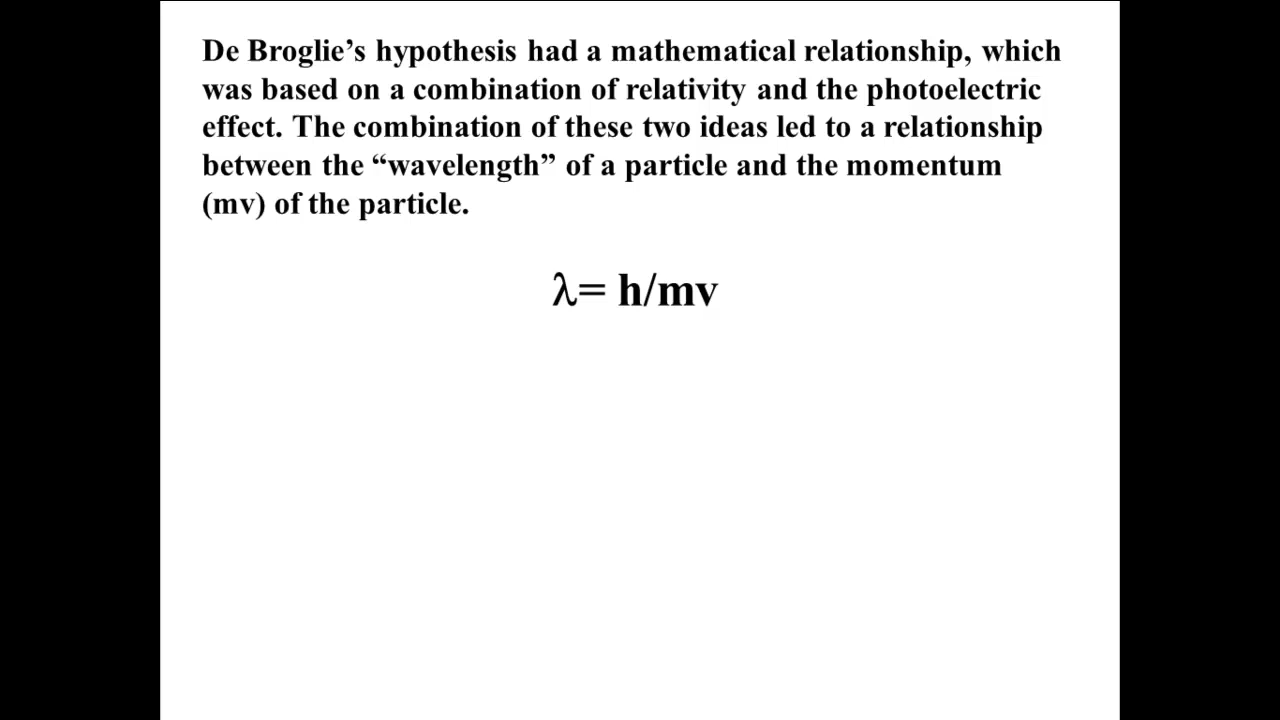 De Broglie’s hypothesis had a mathematical relationship, which
was based on a combination of relativity and the photoelectric
effect. The combination of these two ideas led to a relationship
between the “wavelength” of a particle and the momentum
(mv) of the particle.
λ= h/mv